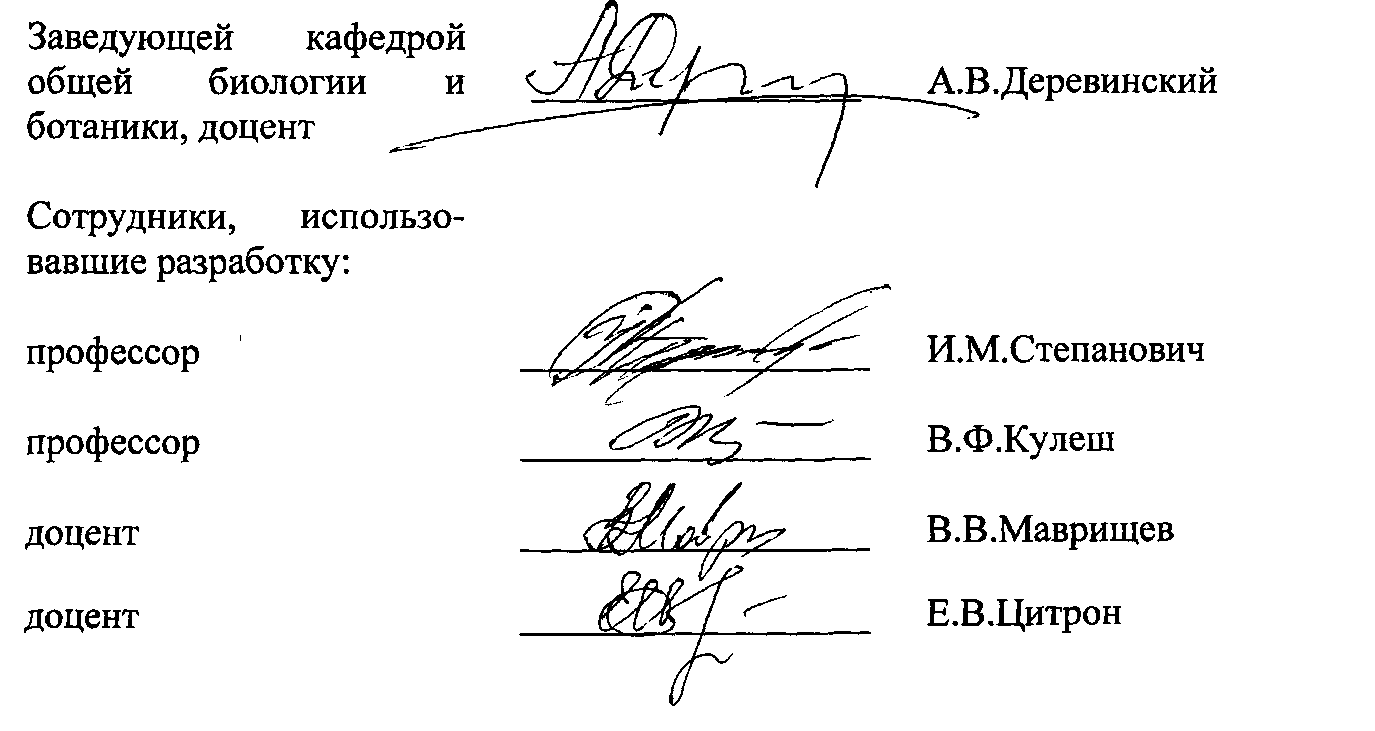 Заведующей кафедрой
общей биологии и А.В.Деревинский
ботаники, доцент
Сотрудники, использо-
вавшие разработку:
профессор И.М.Степанович
профессор В.Ф.Кулеш
доцент В.В.Маврищев
доцент Е.В.Цитрон